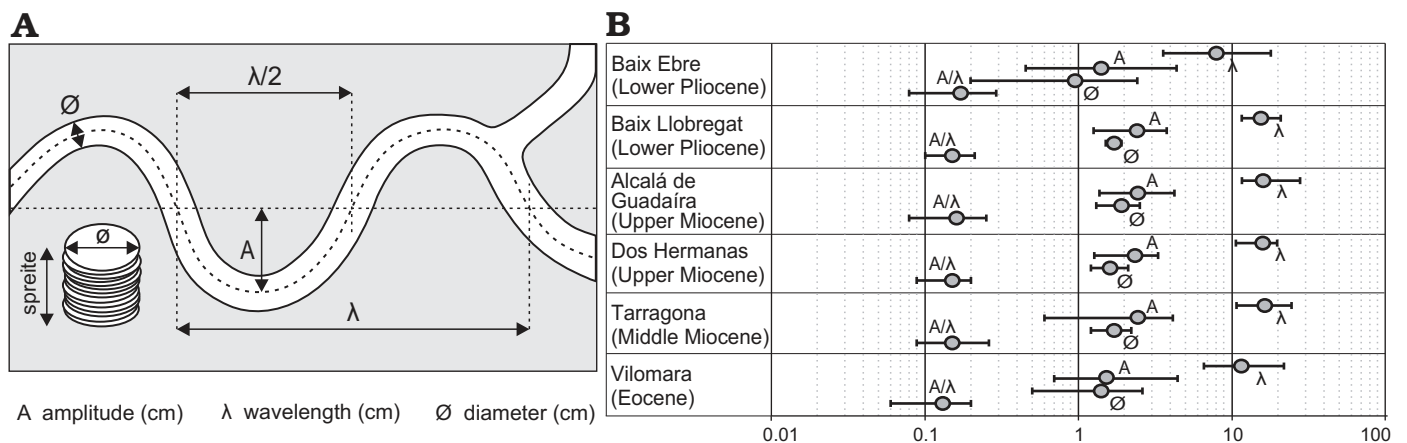 A
λ/2
Ø
A
ø
spreite
λ
A amplitude (cm) λ wavelength (cm) Ø diameter (cm)
B
Baix Ebre
(Lower Pliocene)
A
λ
A/λ
Ø
Baix Llobregat
(Lower Pliocene)
A
λ
A/λ
Ø
Alcalá de
Guadaíra
(Upper Miocene)
A
λ
A/λ
Ø
Dos Hermanas
(Upper Miocene)
A
λ
A/λ
Ø
Tarragona
(Middle Miocene)
A
λ
A/λ
Ø
Vilomara
(Eocene)
A
λ
A/λ
Ø
0.01 0.1 1 10 100